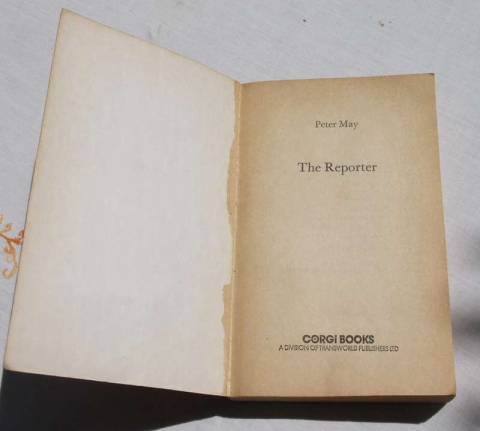 Peter May
The Reporter
CORGI BOOKS
A DIVISION OF TRANSWORLD PUBLISHERS LTD